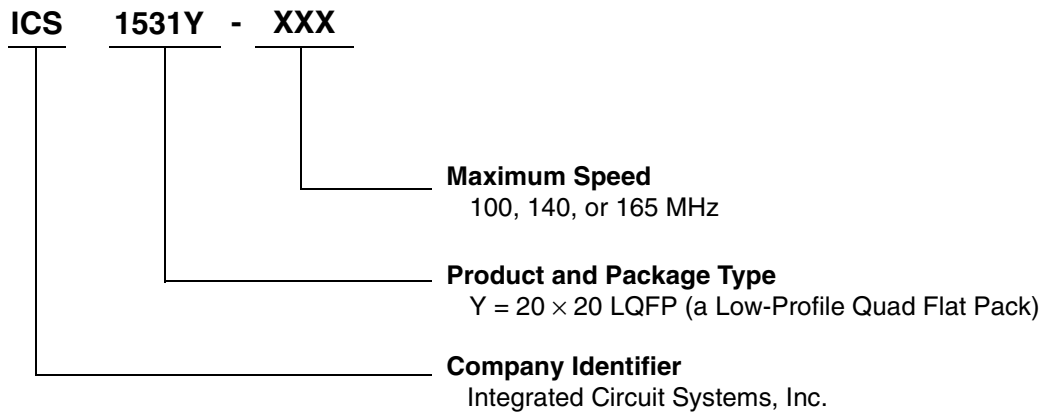 ICS 1531Y - XXX
Maximum Speed
100, 140, or 165 MHz
Product and Package Type
Y = 20 × 20 LQFP (a Low-Profile Quad Flat Pack)
Company Identifier
Integrated Circuit Systems, Inc.